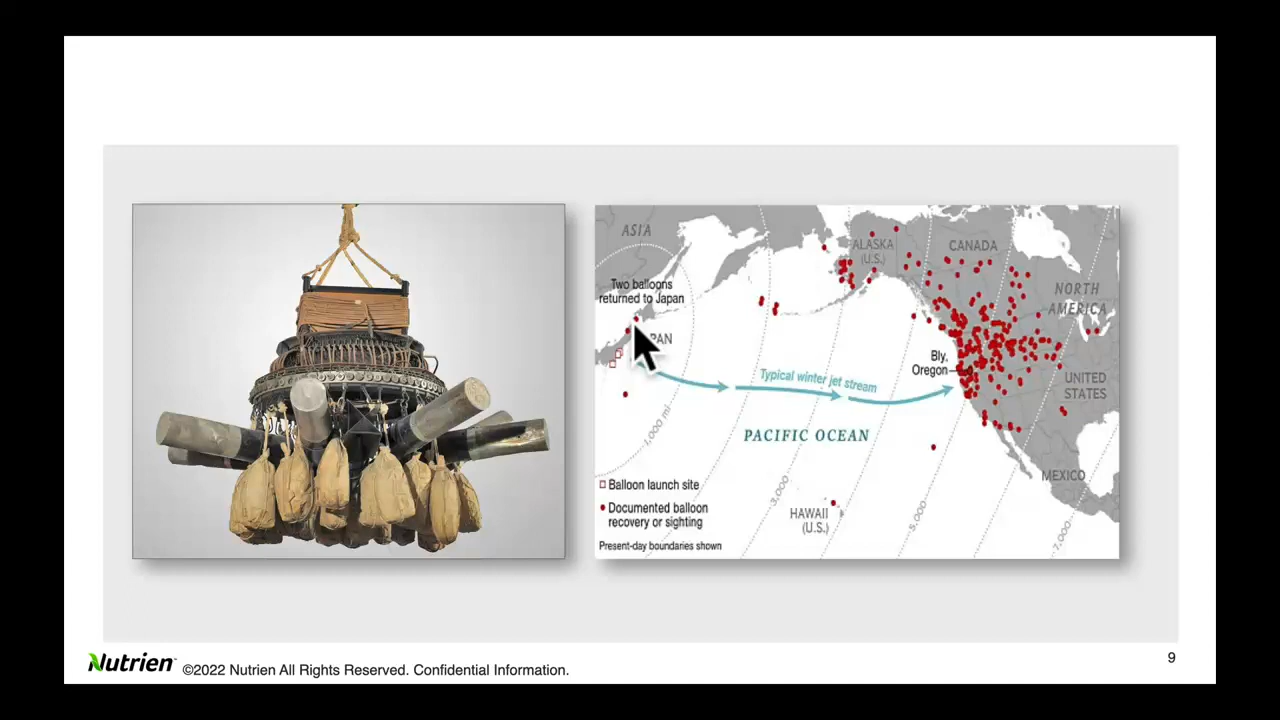 ASIA
Two balloons
returned to Japan
PAN
ALASKA
(U.S.)
CANADA
NORTH
AMERICA
Bly,
Oregon
UNITED
STATES
Typical winter jet stream
PACIFIC OCEAN
1,000 mi
3,000
5,000
7,000
MEXICO
HAWAII
(U.S.)
Balloon launch site
Documented balloon
recovery or sighting
Present-day boundaries shown
Nutrien
©2022 Nutrien All Rights Reserved. Confidential Information.
9